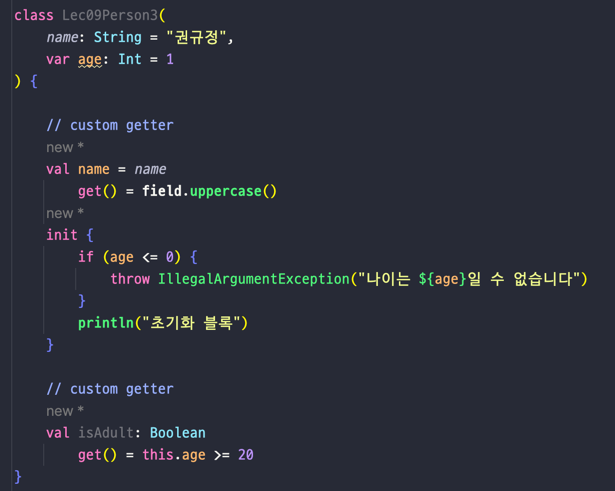 class Lec09Person3(
    name: String = "권규정",
    var age: Int = 1
) {
    // custom getter
    new *
    val name = name
        get() = field.uppercase()
    new *
    init {
        if (age <= 0) {
            throw IllegalArgumentException("나이는 ${age}일 수 없습니다")
        }
        println("초기화 블록")
    }
    // custom getter
    new *
    val isAdult: Boolean
        get() = this.age >= 20
}